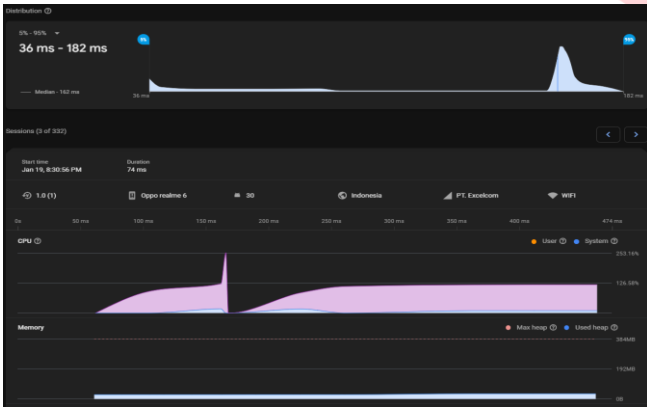 Distribution
5% - 95%
36 ms - 182 ms
Median - 162 ms
36 ms
182 ms
Sessions (3 of 332)
Start time
Jan 19, 8:30:56 PM
Duration
74 ms
1.0 (1)
Oppo realme 6
30
Indonesia
PT. Excelcom
WIFI
0s 50 ms 100 ms 150 ms 200 ms 250 ms 300 ms 350 ms 400 ms 474 ms
CPU
User
System
253.16%
126.58%
Memory
Max heap
Used heap
384MB
192MB
0B